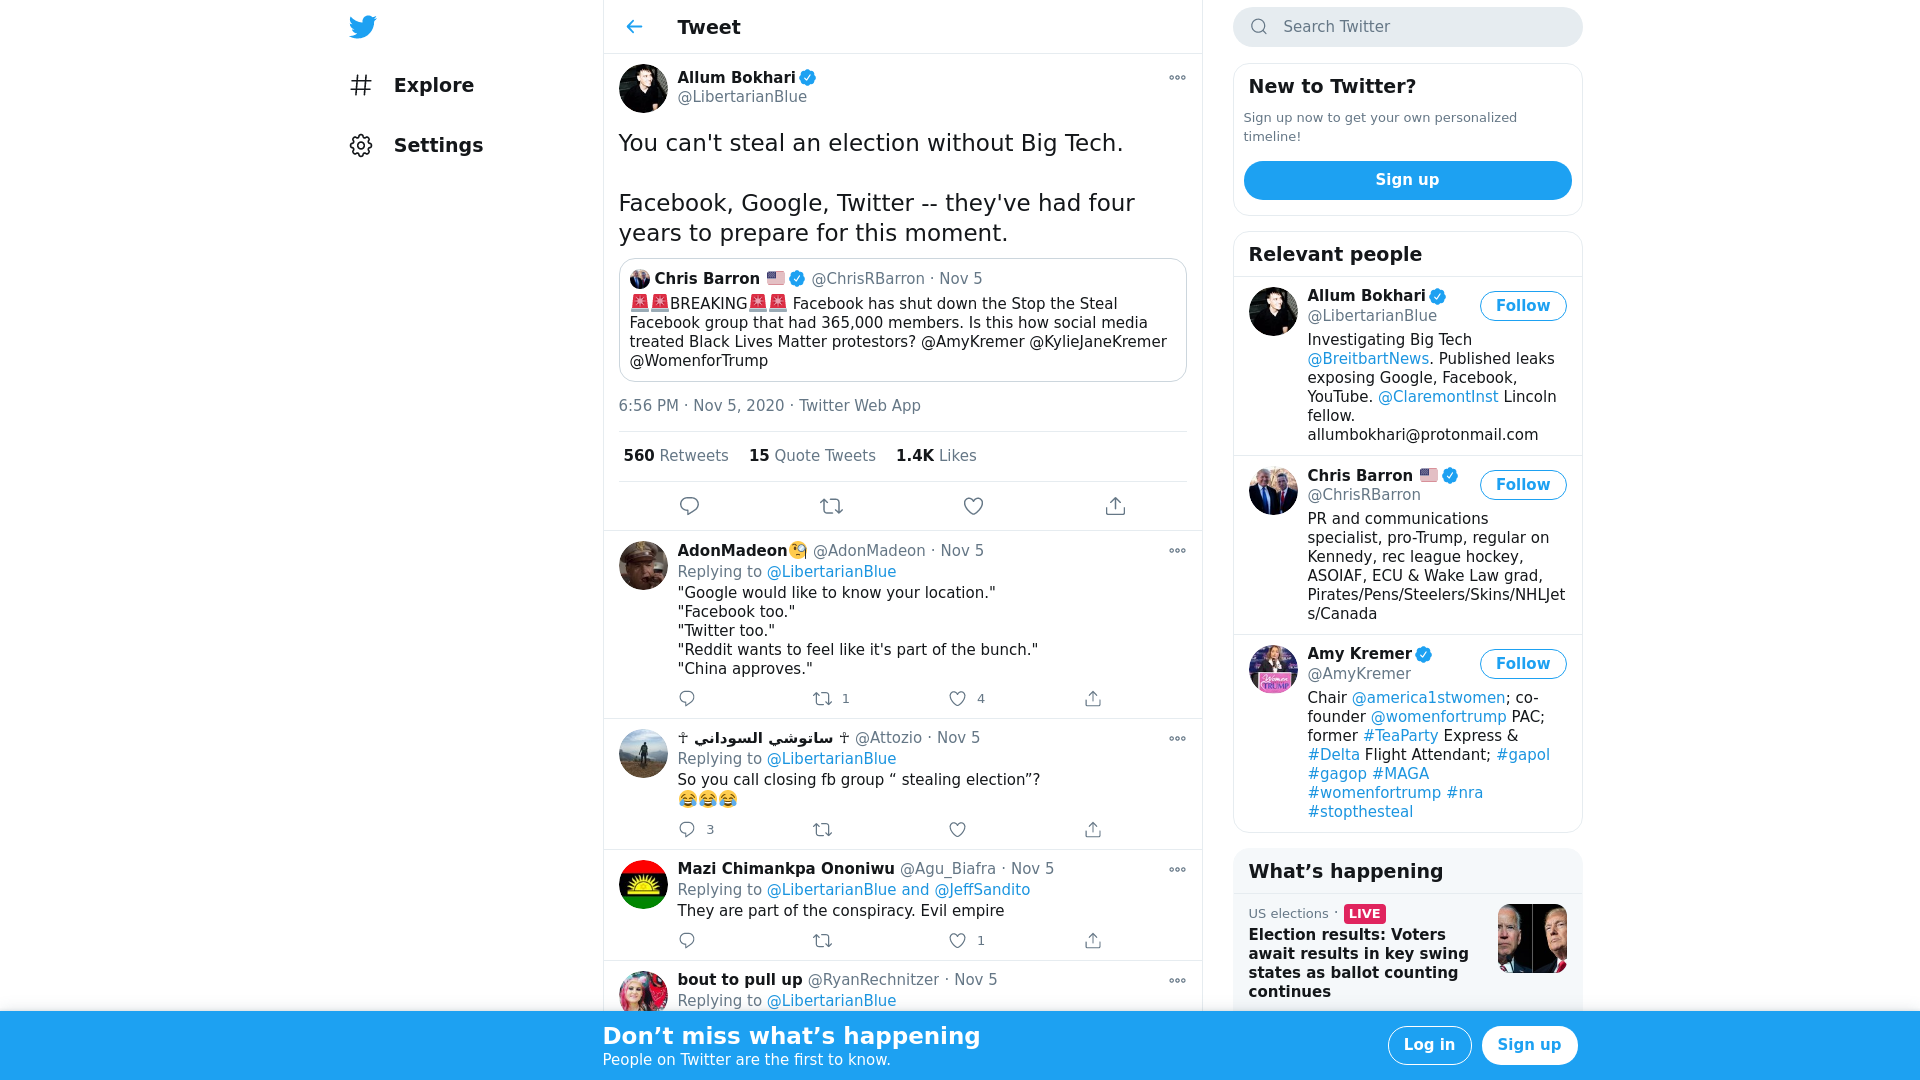 Explore
Settings
Tweet
Allum Bokhari
@LibertarianBlue
You can't steal an election without Big Tech.
Facebook, Google, Twitter -- they've had four
years to prepare for this moment.
Chris Barron 🇺🇸 @ChrisRBarron · Nov 5
🚨🚨BREAKING🚨🚨 Facebook has shut down the Stop the Steal
Facebook group that had 365,000 members. Is this how social media
treated Black Lives Matter protestors? @AmyKremer @KylieJaneKremer
@WomenforTrump
6:56 PM · Nov 5, 2020 · Twitter Web App
560 Retweets 15 Quote Tweets 1.4K Likes
AdonMadeon🧐 @AdonMadeon · Nov 5
Replying to @LibertarianBlue
"Google would like to know your location."
"Facebook too."
"Twitter too."
"Reddit wants to feel like it's part of the bunch."
"China approves."
1 4
☥ ساتوشي السوداني ☥ @Attozio · Nov 5
Replying to @LibertarianBlue
So you call closing fb group “ stealing election”?
😂😂😂
3
Mazi Chimankpa Ononiwu @Agu_Biafra · Nov 5
Replying to @LibertarianBlue and @JeffSandito
They are part of the conspiracy. Evil empire
1
bout to pull up @RyanRechnitzer · Nov 5
Replying to @LibertarianBlue
Search Twitter
New to Twitter?
Sign up now to get your own personalized
timeline!
Sign up
Relevant people
Allum Bokhari
@LibertarianBlue
Follow
Investigating Big Tech
@BreitbartNews. Published leaks
exposing Google, Facebook,
YouTube. @ClaremontInst Lincoln
fellow.
allumbokhari@protonmail.com
Chris Barron 🇺🇸
@ChrisRBarron
Follow
PR and communications
specialist, pro-Trump, regular on
Kennedy, rec league hockey,
ASOIAF, ECU & Wake Law grad,
Pirates/Pens/Steelers/Skins/NHLJet
s/Canada
Amy Kremer
@AmyKremer
Follow
Chair @america1stwomen; co-
founder @womenfortrump PAC;
former #TeaParty Express &
#Delta Flight Attendant; #gapol
#gagop #MAGA
#womenfortrump #nra
#stopthesteal
What’s happening
US elections · LIVE
Election results: Voters
await results in key swing
states as ballot counting
continues
Don’t miss what’s happening
People on Twitter are the first to know.
Log in
Sign up